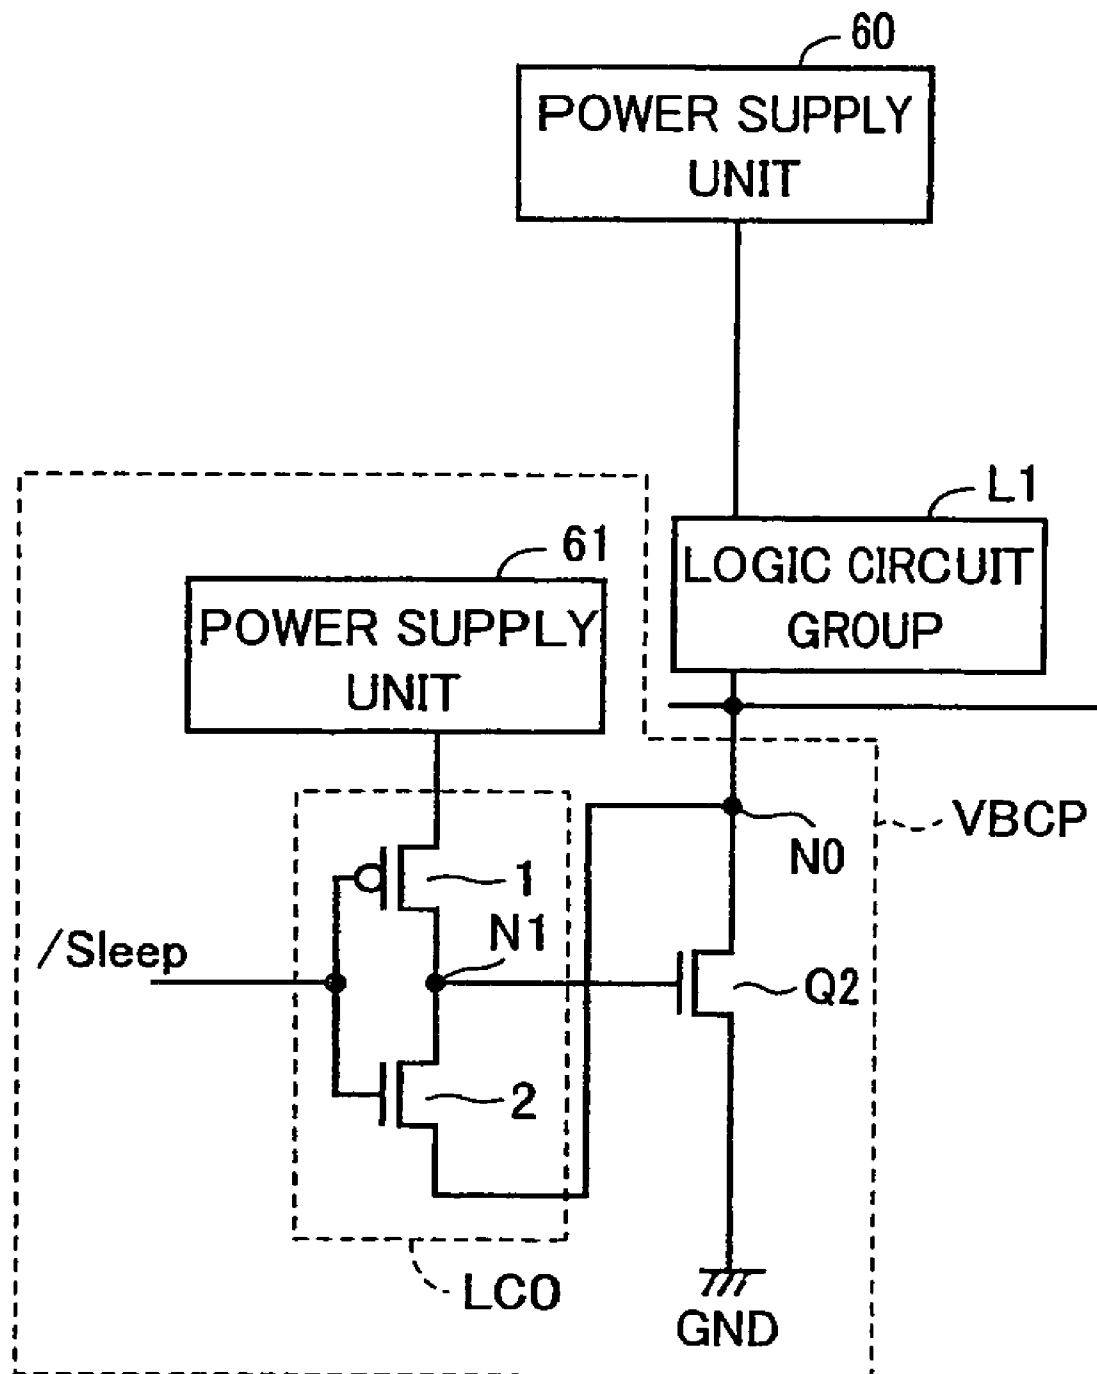 60
POWER SUPPLY
UNIT
L1
LOGIC CIRCUIT
GROUP
61
POWER SUPPLY
UNIT
VBCP
N0
1
N1
/Sleep
Q2
2
LC0
GND